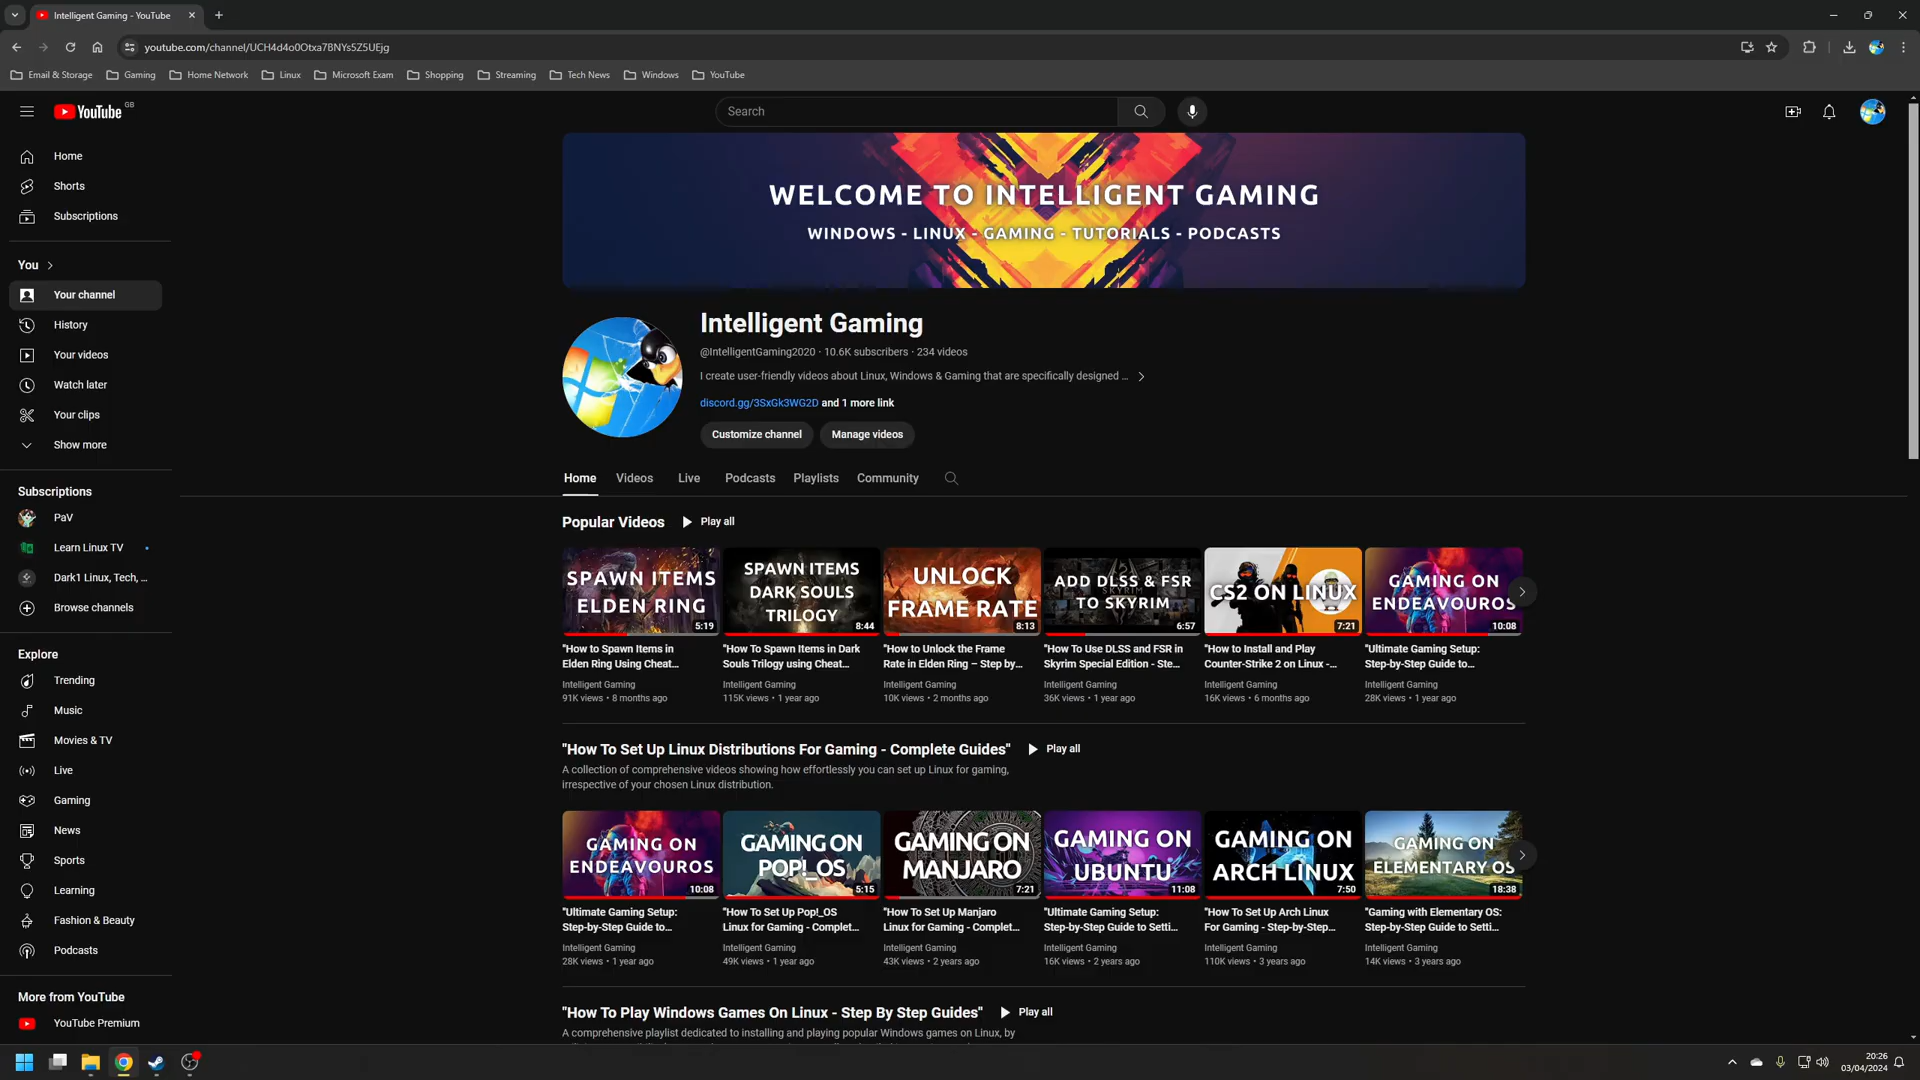 Intelligent Gaming - YouTube
youtube.com/channel/UCH4d4o0Otxa7BNYs5Z5UEjg
Email & Storage
Gaming
Home Network
Linux
Microsoft Exam
Shopping
Streaming
Tech News
Windows
YouTube
YouTube GB
Search
Home
Shorts
Subscriptions
You
Your channel
History
Your videos
Watch later
Your clips
Show more
Subscriptions
PaV
Learn Linux TV
Dark1 Linux, Tech, ...
Browse channels
Explore
Trending
Music
Movies & TV
Live
Gaming
News
Sports
Learning
Fashion & Beauty
Podcasts
More from YouTube
YouTube Premium
WELCOME TO INTELLIGENT GAMING
WINDOWS - LINUX - GAMING - TUTORIALS - PODCASTS
Intelligent Gaming
@IntelligentGaming2020 · 10.6K subscribers · 234 videos
I create user-friendly videos about Linux, Windows & Gaming that are specifically designed ...
discord.gg/3SxGk3WG2D and 1 more link
Customize channel
Manage videos
Home
Videos
Live
Podcasts
Playlists
Community
Popular Videos
Play all
SPAWN ITEMS
ELDEN RING
5:19
"How to Spawn Items in
Elden Ring Using Cheat...
Intelligent Gaming
91K views • 8 months ago
SPAWN ITEMS
DARK SOULS
TRILOGY
8:44
"How To Spawn Items in Dark
Souls Trilogy using Cheat...
Intelligent Gaming
115K views • 1 year ago
UNLOCK
FRAME RATE
8:13
"How to Unlock the Frame
Rate in Elden Ring – Step by...
Intelligent Gaming
10K views • 2 months ago
ADD DLSS & FSR
TO SKYRIM
SKYRIM
6:57
"How To Use DLSS and FSR in
Skyrim Special Edition - Ste...
Intelligent Gaming
36K views • 1 year ago
CS2 ON LINUX
7:21
"How to Install and Play
Counter-Strike 2 on Linux -...
Intelligent Gaming
16K views • 6 months ago
GAMING ON
ENDEAVOUROS
10:08
"Ultimate Gaming Setup:
Step-by-Step Guide to...
Intelligent Gaming
28K views • 1 year ago
"How To Set Up Linux Distributions For Gaming - Complete Guides"
Play all
A collection of comprehensive videos showing how effortlessly you can set up Linux for gaming,
irrespective of your chosen Linux distribution.
GAMING ON
ENDEAVOUROS
10:08
"Ultimate Gaming Setup:
Step-by-Step Guide to...
Intelligent Gaming
28K views • 1 year ago
GAMING ON
POP!_OS
5:15
"How To Set Up Pop!_OS
Linux for Gaming - Complet...
Intelligent Gaming
49K views • 1 year ago
GAMING ON
MANJARO
7:21
"How To Set Up Manjaro
Linux for Gaming - Complet...
Intelligent Gaming
43K views • 2 years ago
GAMING ON
UBUNTU
11:08
"Ultimate Gaming Setup:
Step-by-Step Guide to Setti...
Intelligent Gaming
16K views • 2 years ago
GAMING ON
ARCH LINUX
7:50
"How To Set Up Arch Linux
For Gaming - Step-by-Step...
Intelligent Gaming
110K views • 3 years ago
GAMING ON
ELEMENTARY OS
18:38
"Gaming with Elementary OS:
Step-by-Step Guide to Setti...
Intelligent Gaming
14K views • 3 years ago
"How To Play Windows Games On Linux - Step By Step Guides"
Play all
A comprehensive playlist dedicated to installing and playing popular Windows games on Linux, by
20:26
03/04/2024